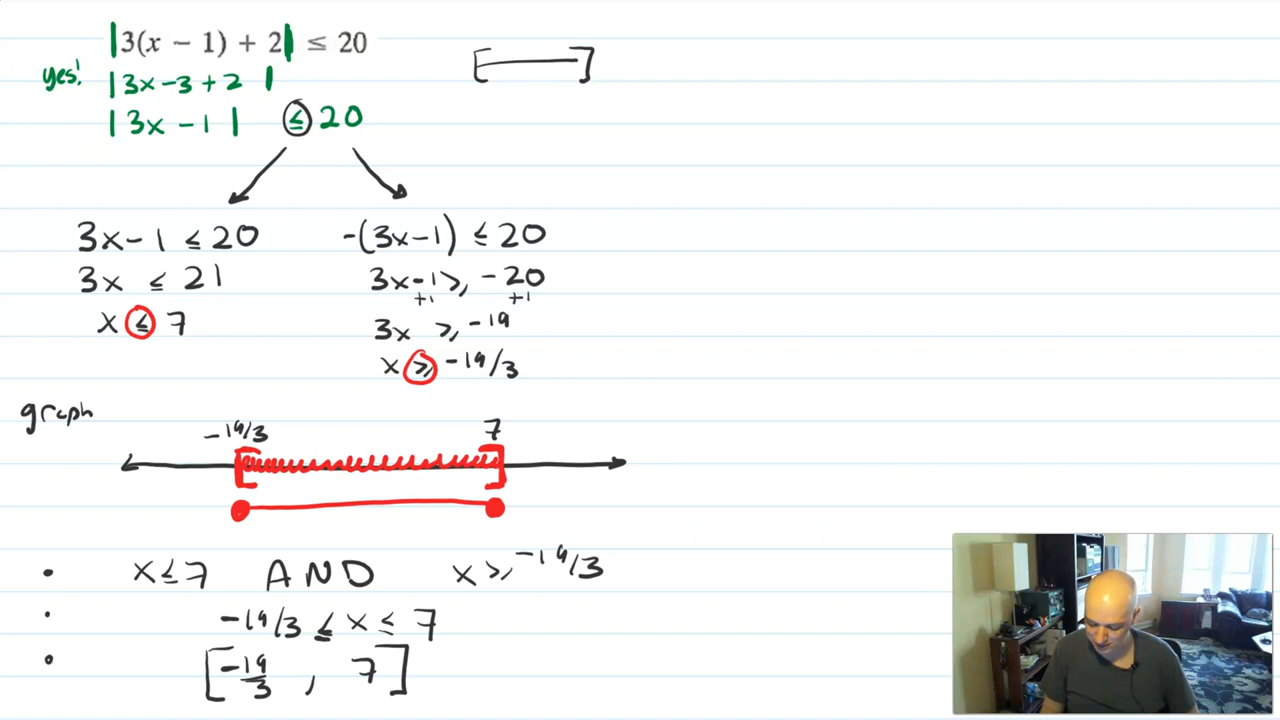 |3(x − 1) + 2| ≤ 20
yes! |3x - 3 + 2 |
|3x - 1| ≤ 20
3x - 1 ≤ 20 -(3x - 1) ≤ 20
3x ≤ 21 3x - 1 ≥ -20
+1 +1
x ≤ 7 3x ≥ -19
x ≥ -19/3
graph
-19/3 7
[ ]
• x ≤ 7 AND x ≥ -19/3
• -19/3 ≤ x ≤ 7
• [-19/3 , 7]